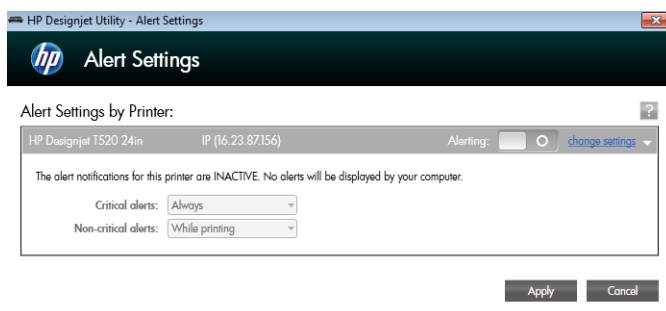 HP Designjet Utility - Alert Settings
hp Alert Settings
Alert Settings by Printer: ?
HP Designjet T520 24in IP (16.23.87.156) Alerting: O change settings
The alert notifications for this printer are INACTIVE. No alerts will be displayed by your computer.
Critical alerts: Always
Non-critical alerts: While printing
Apply Cancel